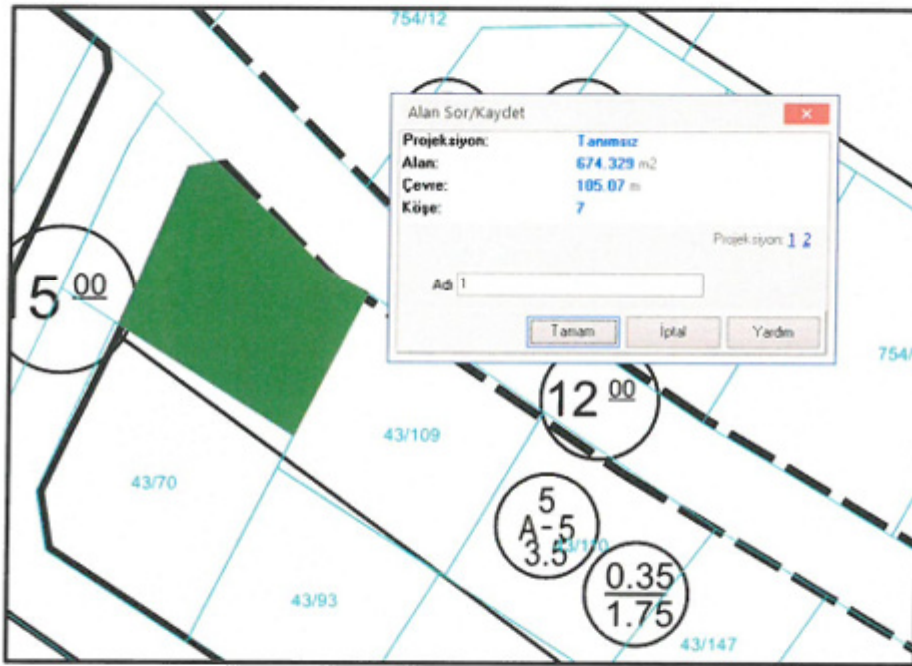 754/12
Alan Sor/Kaydet
Projeksiyon: Tanımsız
Alan: 674.329 m2
Çevre: 105.07 m
Köşe: 7
Projeksiyon: 1 2
Adı 1
Tamam İptal Yardım
5 00
754/
12 00
43/109
43/70
5
A-5
3.5
43/110
0.35
1.75
43/93
43/147